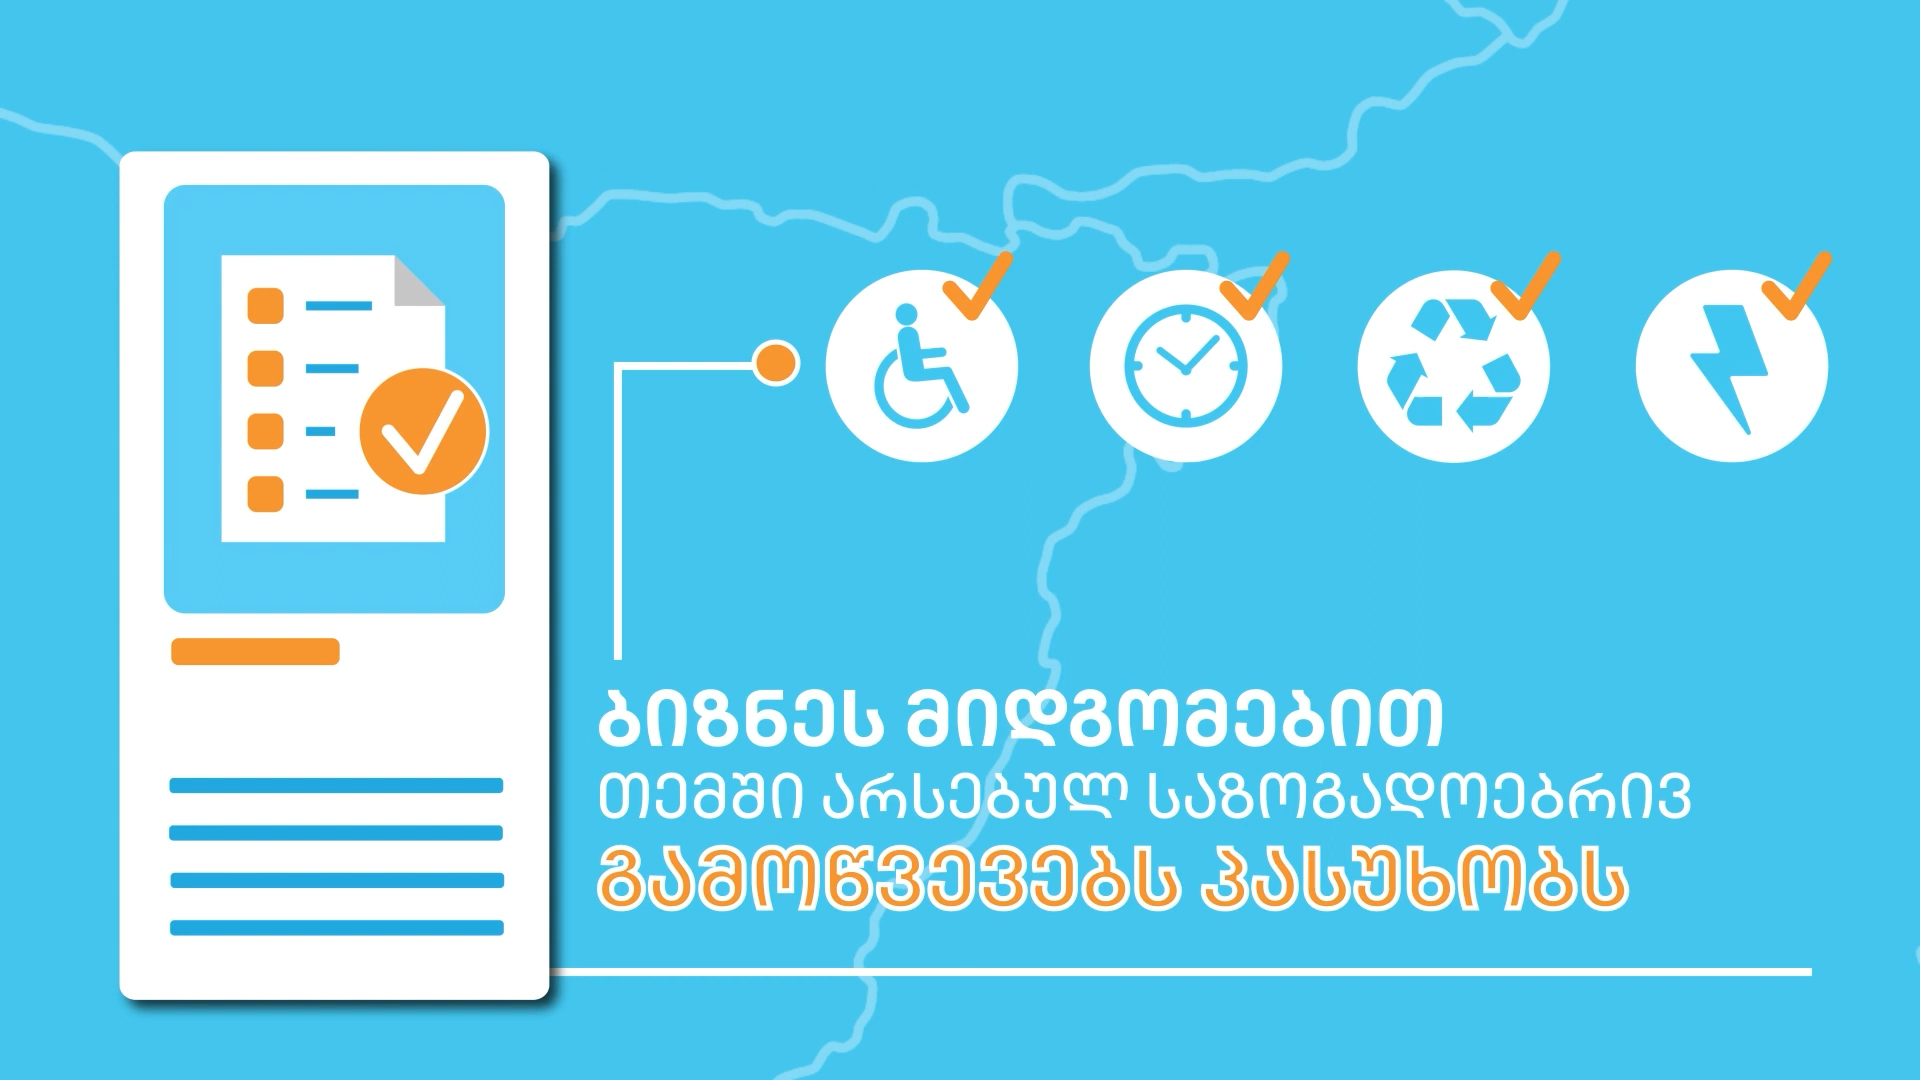 ბიზნეს მიდგომებით
თემში არსებულ საზოგადოებრივ
გამოწვევებს პასუხობს